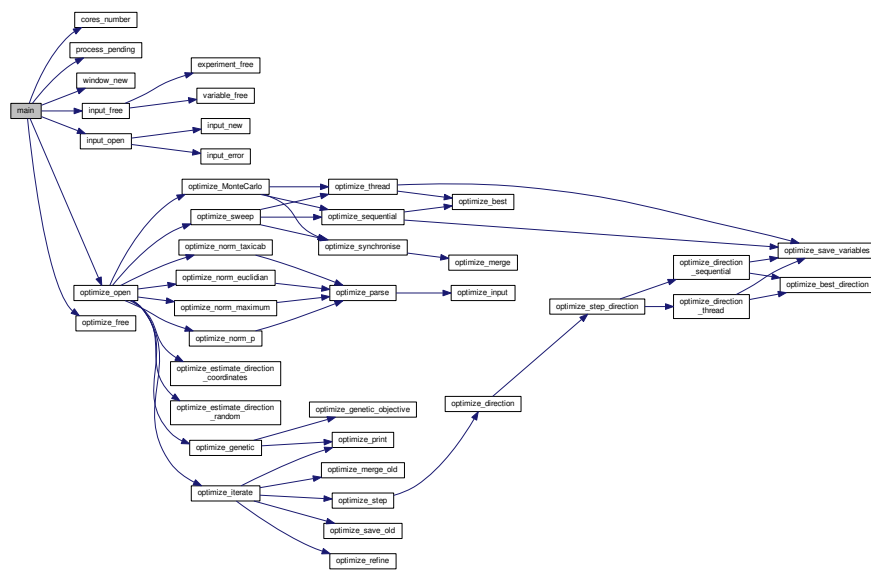 cores_number
process_pending
window_new
main
input_free
input_open
experiment_free
variable_free
input_new
input_error
optimize_open
optimize_free
optimize_MonteCarlo
optimize_sweep
optimize_norm_taxicab
optimize_norm_euclidian
optimize_norm_maximum
optimize_norm_p
optimize_estimate_direction
_coordinates
optimize_estimate_direction
_random
optimize_genetic
optimize_iterate
optimize_thread
optimize_sequential
optimize_synchronise
optimize_parse
optimize_genetic_objective
optimize_print
optimize_merge_old
optimize_step
optimize_save_old
optimize_refine
optimize_best
optimize_merge
optimize_input
optimize_direction
optimize_step_direction
optimize_direction
_sequential
optimize_direction
_thread
optimize_save_variables
optimize_best_direction